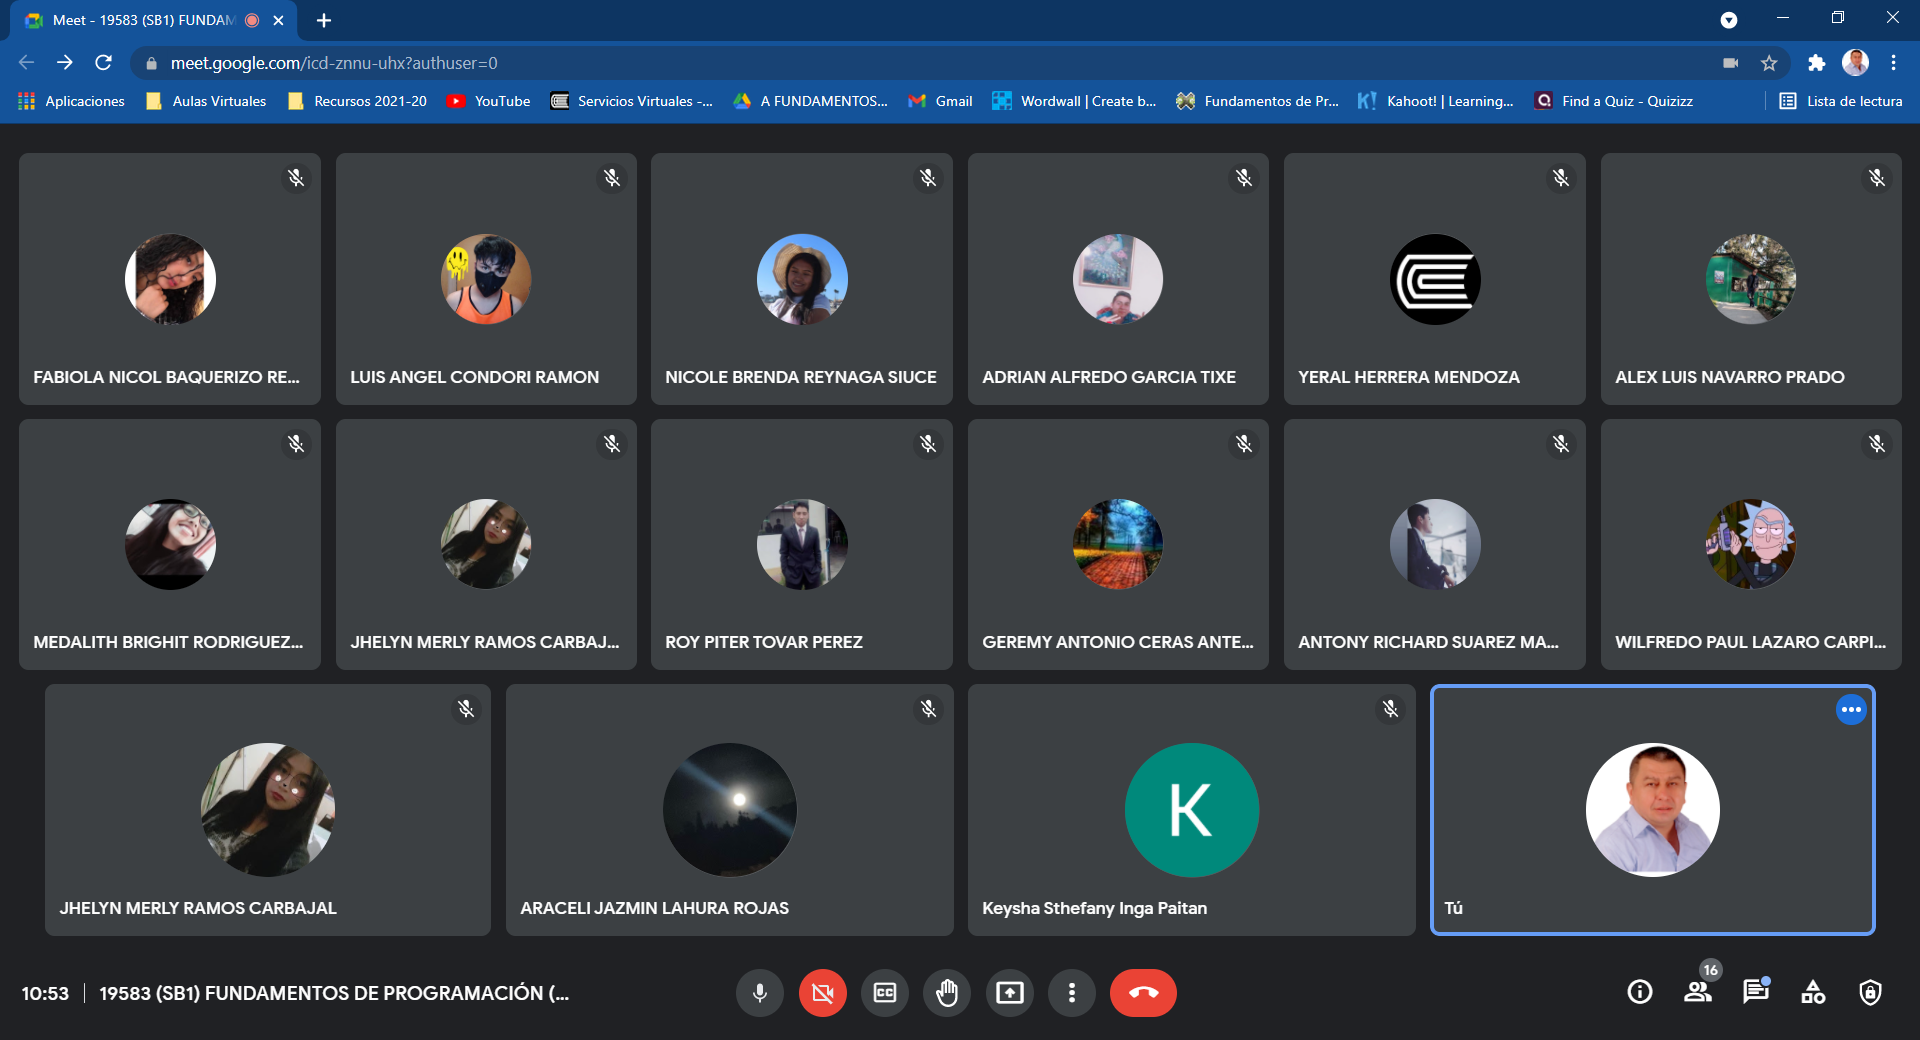 Meet - 19583 (SB1) FUNDAM
meet.google.com/icd-znnu-uhx?authuser=0
Aplicaciones
Aulas Virtuales
Recursos 2021-20
YouTube
Servicios Virtuales -...
A FUNDAMENTOS...
Gmail
Wordwall | Create b...
Fundamentos de Pr...
Kahoot! | Learning...
Find a Quiz - Quizizz
Lista de lectura
FABIOLA NICOL BAQUERIZO RE...
LUIS ANGEL CONDORI RAMON
NICOLE BRENDA REYNAGA SIUCE
ADRIAN ALFREDO GARCIA TIXE
YERAL HERRERA MENDOZA
ALEX LUIS NAVARRO PRADO
MEDALITH BRIGHIT RODRIGUEZ...
JHELYN MERLY RAMOS CARBAJ...
ROY PITER TOVAR PEREZ
GEREMY ANTONIO CERAS ANTE...
ANTONY RICHARD SUAREZ MA...
WILFREDO PAUL LAZARO CARPI...
K
JHELYN MERLY RAMOS CARBAJAL
ARACELI JAZMIN LAHURA ROJAS
Keysha Sthefany Inga Paitan
Tú
10:53
19583 (SB1) FUNDAMENTOS DE PROGRAMACIÓN (...
CC
16